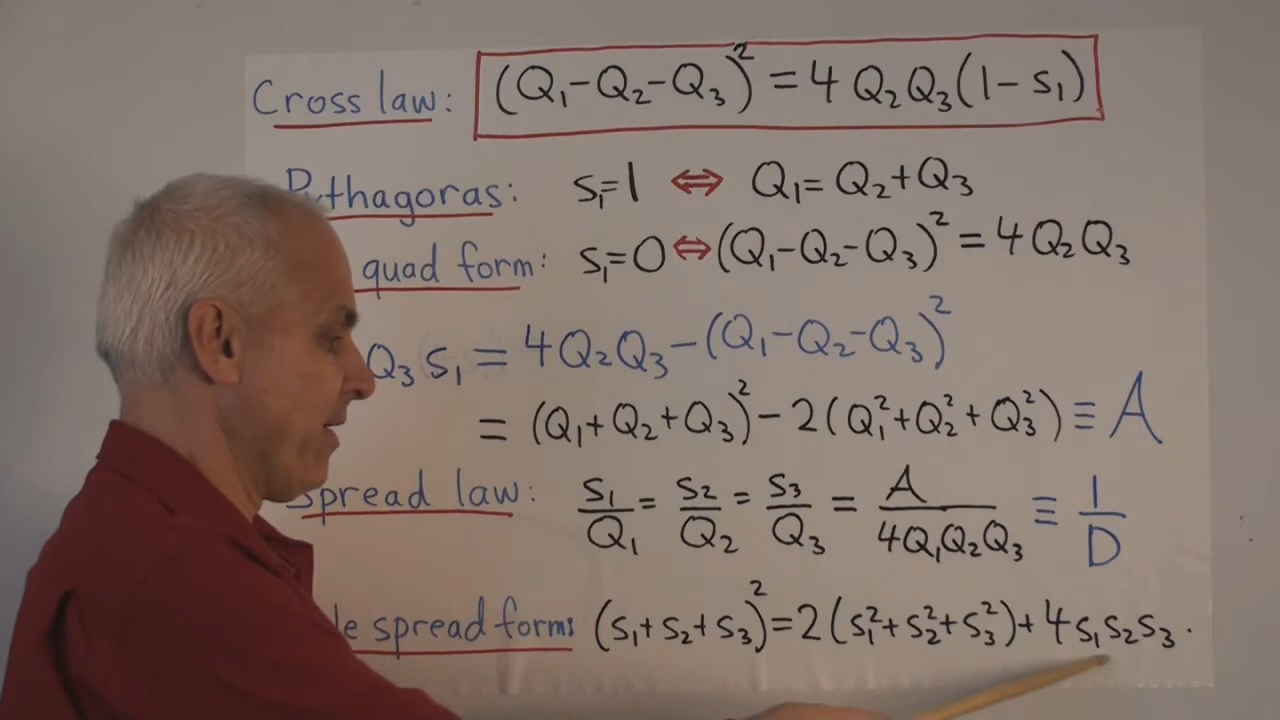 Cross law: (Q₁-Q₂-Q₃)² = 4 Q₂Q₃(1-s₁)
Pythagoras: s₁=1 ⇔ Q₁=Q₂+Q₃
quad form: s₁=0 ⇔ (Q₁-Q₂-Q₃)² = 4Q₂Q₃
Q₃ s₁ = 4Q₂Q₃-(Q₁-Q₂-Q₃)²
= (Q₁+Q₂+Q₃)² - 2(Q₁²+Q₂²+Q₃²) ≡ A
Spread law: s₁/Q₁ = s₂/Q₂ = s₃/Q₃ = A/4Q₁Q₂Q₃ ≡ 1/D
spread form: (s₁+s₂+s₃)² = 2(s₁²+s₂²+s₃²) + 4s₁s₂s₃.